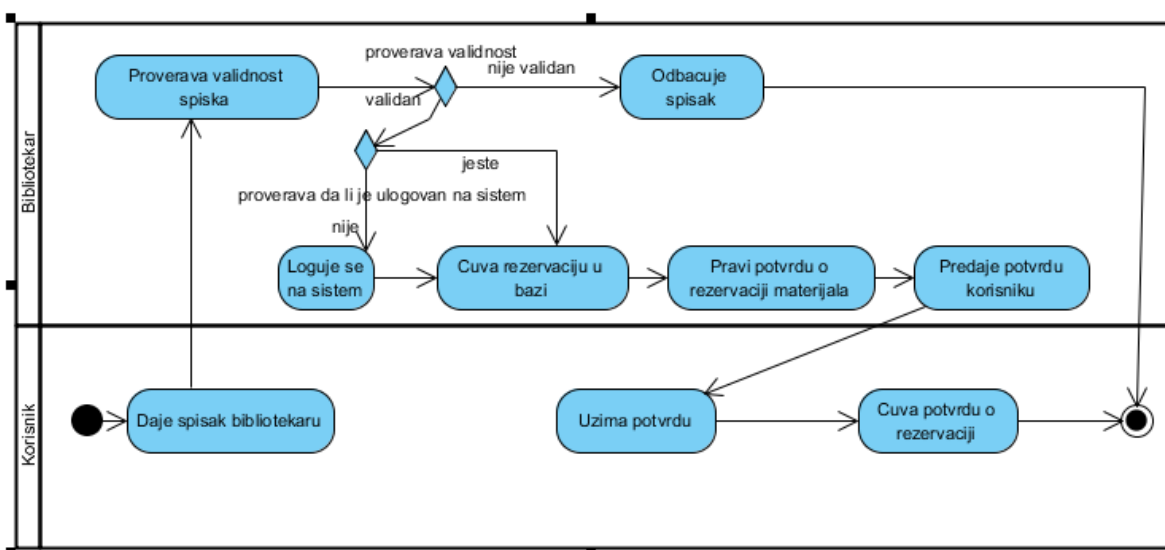 Bibliotekar
Proverava validnost
spiska
proverava validnost
nije validan
validan
Odbacuje
spisak
jeste
proverava da li je ulogovan na sistem
nije
Loguje se
na sistem
Cuva rezervaciju u
bazi
Pravi potvrdu o
rezervaciji materijala
Predaje potvrdu
korisniku
Korisnik
Daje spisak bibliotekaru
Uzima potvrdu
Cuva potvrdu o
rezervaciji